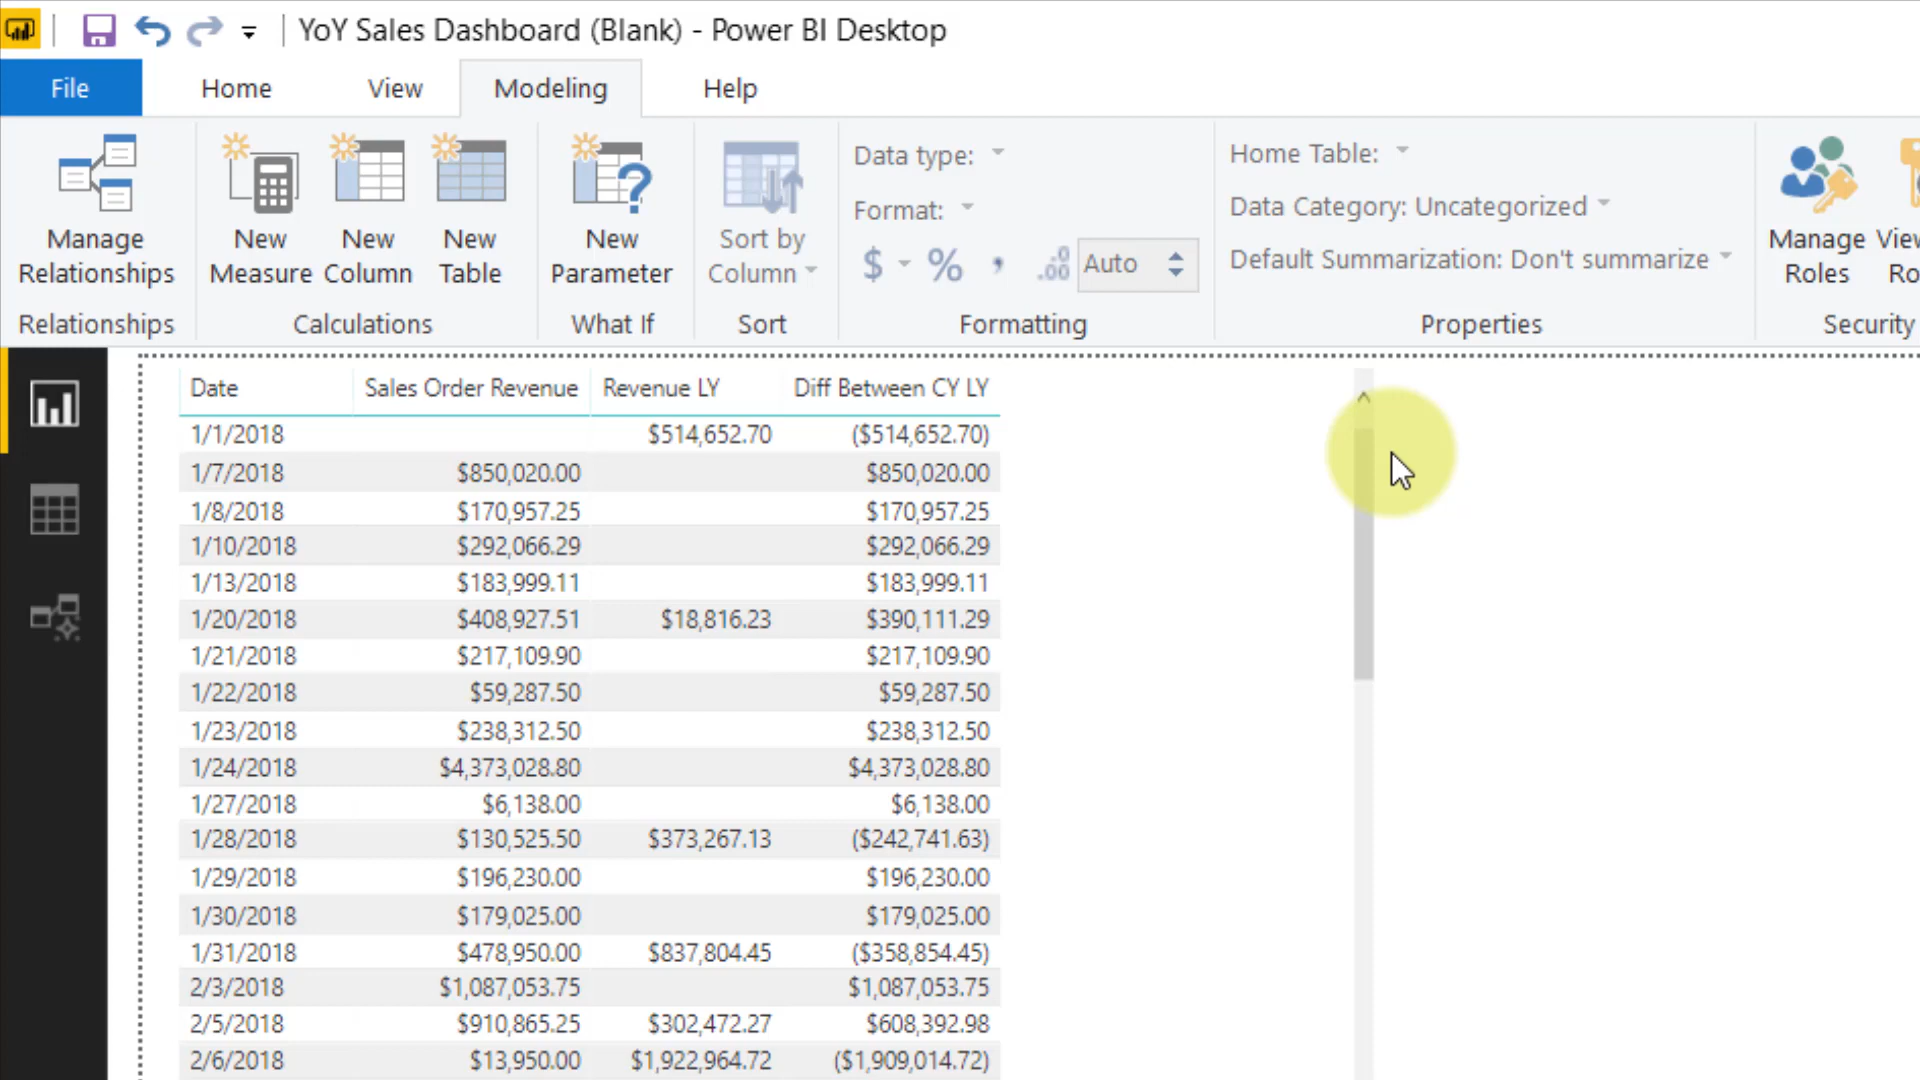 YoY Sales Dashboard (Blank) - Power BI Desktop
File Home View Modeling Help
Manage Relationships
New Measure
New Column
New Table
New Parameter
Sort by Column
Data type:
Format:
$ % , .00 Auto
Home Table:
Data Category: Uncategorized
Default Summarization: Don't summarize
Manage Roles
Relationships Calculations What If Sort Formatting Properties Security
Date Sales Order Revenue Revenue LY Diff Between CY LY
1/1/2018 $514,652.70 ($514,652.70)
1/7/2018 $850,020.00 $850,020.00
1/8/2018 $170,957.25 $170,957.25
1/10/2018 $292,066.29 $292,066.29
1/13/2018 $183,999.11 $183,999.11
1/20/2018 $408,927.51 $18,816.23 $390,111.29
1/21/2018 $217,109.90 $217,109.90
1/22/2018 $59,287.50 $59,287.50
1/23/2018 $238,312.50 $238,312.50
1/24/2018 $4,373,028.80 $4,373,028.80
1/27/2018 $6,138.00 $6,138.00
1/28/2018 $130,525.50 $373,267.13 ($242,741.63)
1/29/2018 $196,230.00 $196,230.00
1/30/2018 $179,025.00 $179,025.00
1/31/2018 $478,950.00 $837,804.45 ($358,854.45)
2/3/2018 $1,087,053.75 $1,087,053.75
2/5/2018 $910,865.25 $302,472.27 $608,392.98
2/6/2018 $13,950.00 $1,922,964.72 ($1,909,014.72)